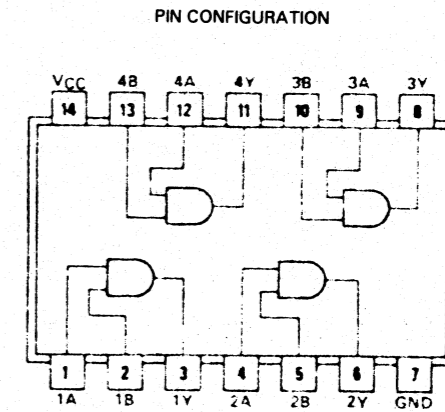 PIN CONFIGURATION
VCC 4B 4A 4Y 3B 3A 3Y
14 13 12 11 10 9 8
1 2 3 4 5 6 7
1A 1B 1Y 2A 2B 2Y GND